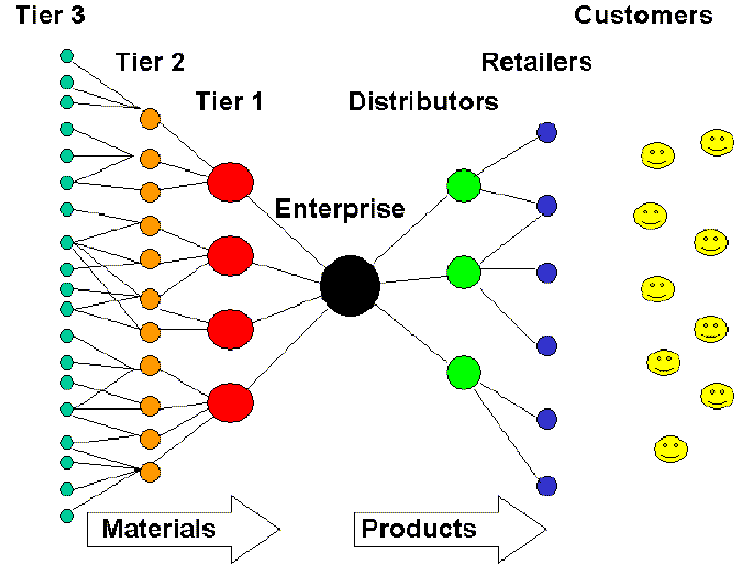 Tier 3
Customers
Tier 2
Retailers
Tier 1
Distributors
Enterprise
Materials
Products